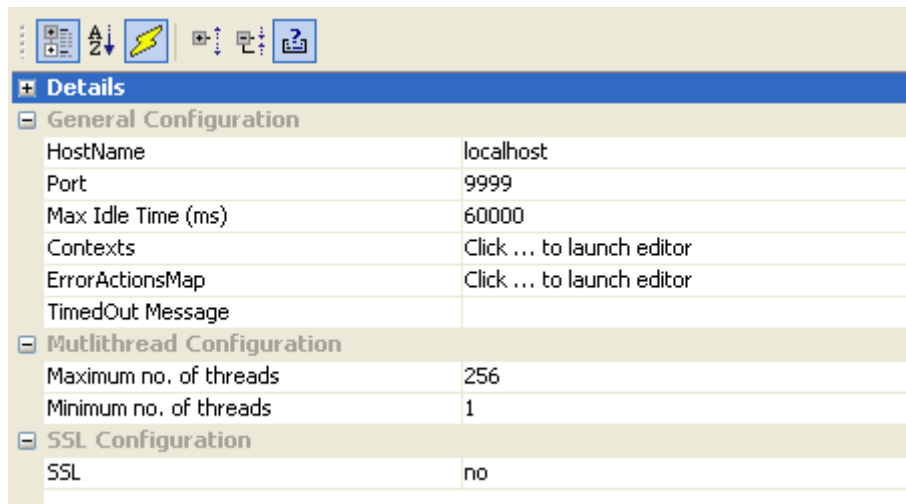 Details
General Configuration
HostName localhost
Port 9999
Max Idle Time (ms) 60000
Contexts Click ... to launch editor
ErrorActionsMap Click ... to launch editor
TimedOut Message
Mutlithread Configuration
Maximum no. of threads 256
Minimum no. of threads 1
SSL Configuration
SSL no